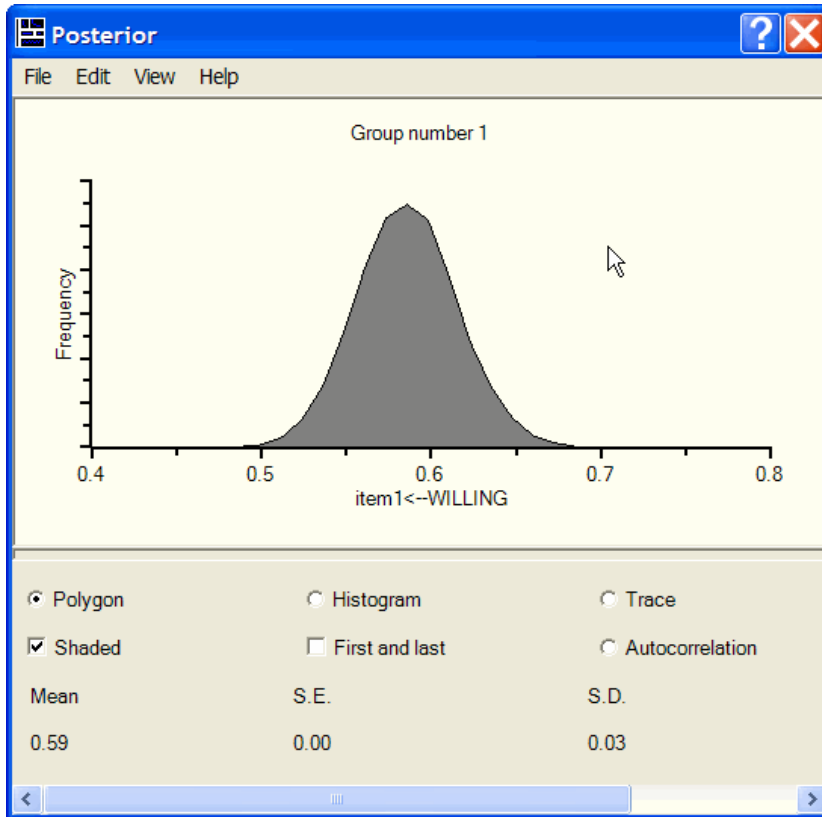 Posterior
File Edit View Help
Group number 1
Frequency
0.4 0.5 0.6 0.7 0.8
item1<--WILLING
Polygon Histogram Trace
Shaded First and last Autocorrelation
Mean S.E. S.D.
0.59 0.00 0.03